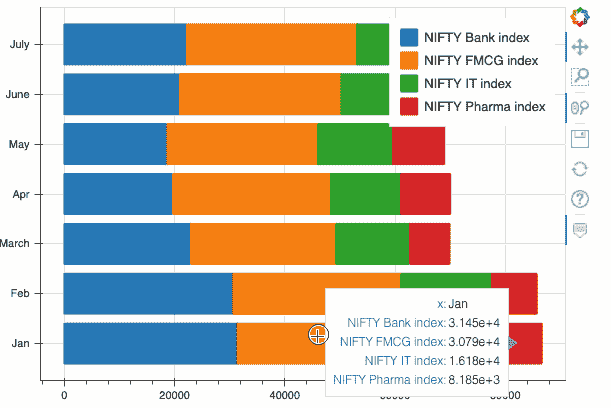 July
NIFTY Bank index
NIFTY FMCG index
June
NIFTY IT index
NIFTY Pharma index
May
Apr
March
Feb
x: Jan
NIFTY Bank index: 3.145e+4
Jan
NIFTY FMCG index: 3.079e+4
NIFTY IT index: 1.618e+4
NIFTY Pharma index: 8.185e+3
0 20000 40000